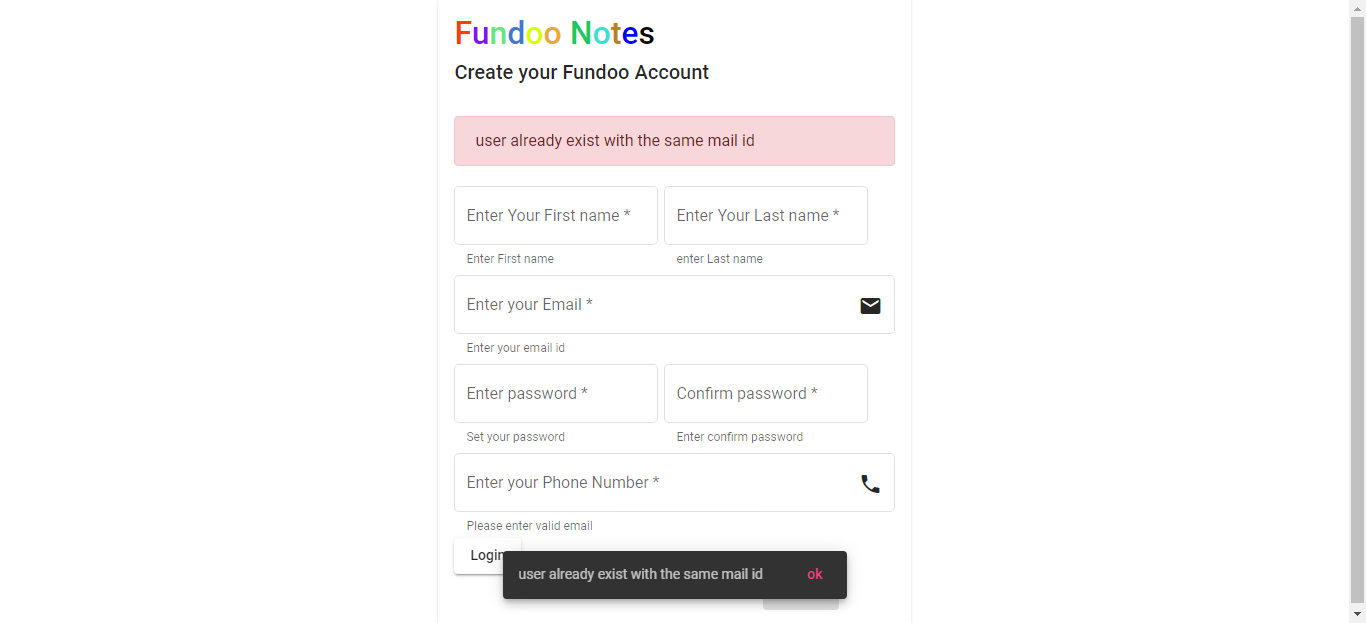 Fundoo Notes
Create your Fundoo Account
user already exist with the same mail id
Enter Your First name * Enter Your Last name *
Enter First name enter Last name
Enter your Email *
Enter your email id
Enter password * Confirm password *
Set your password Enter confirm password
Enter your Phone Number *
Please enter valid email
Login
user already exist with the same mail id ok